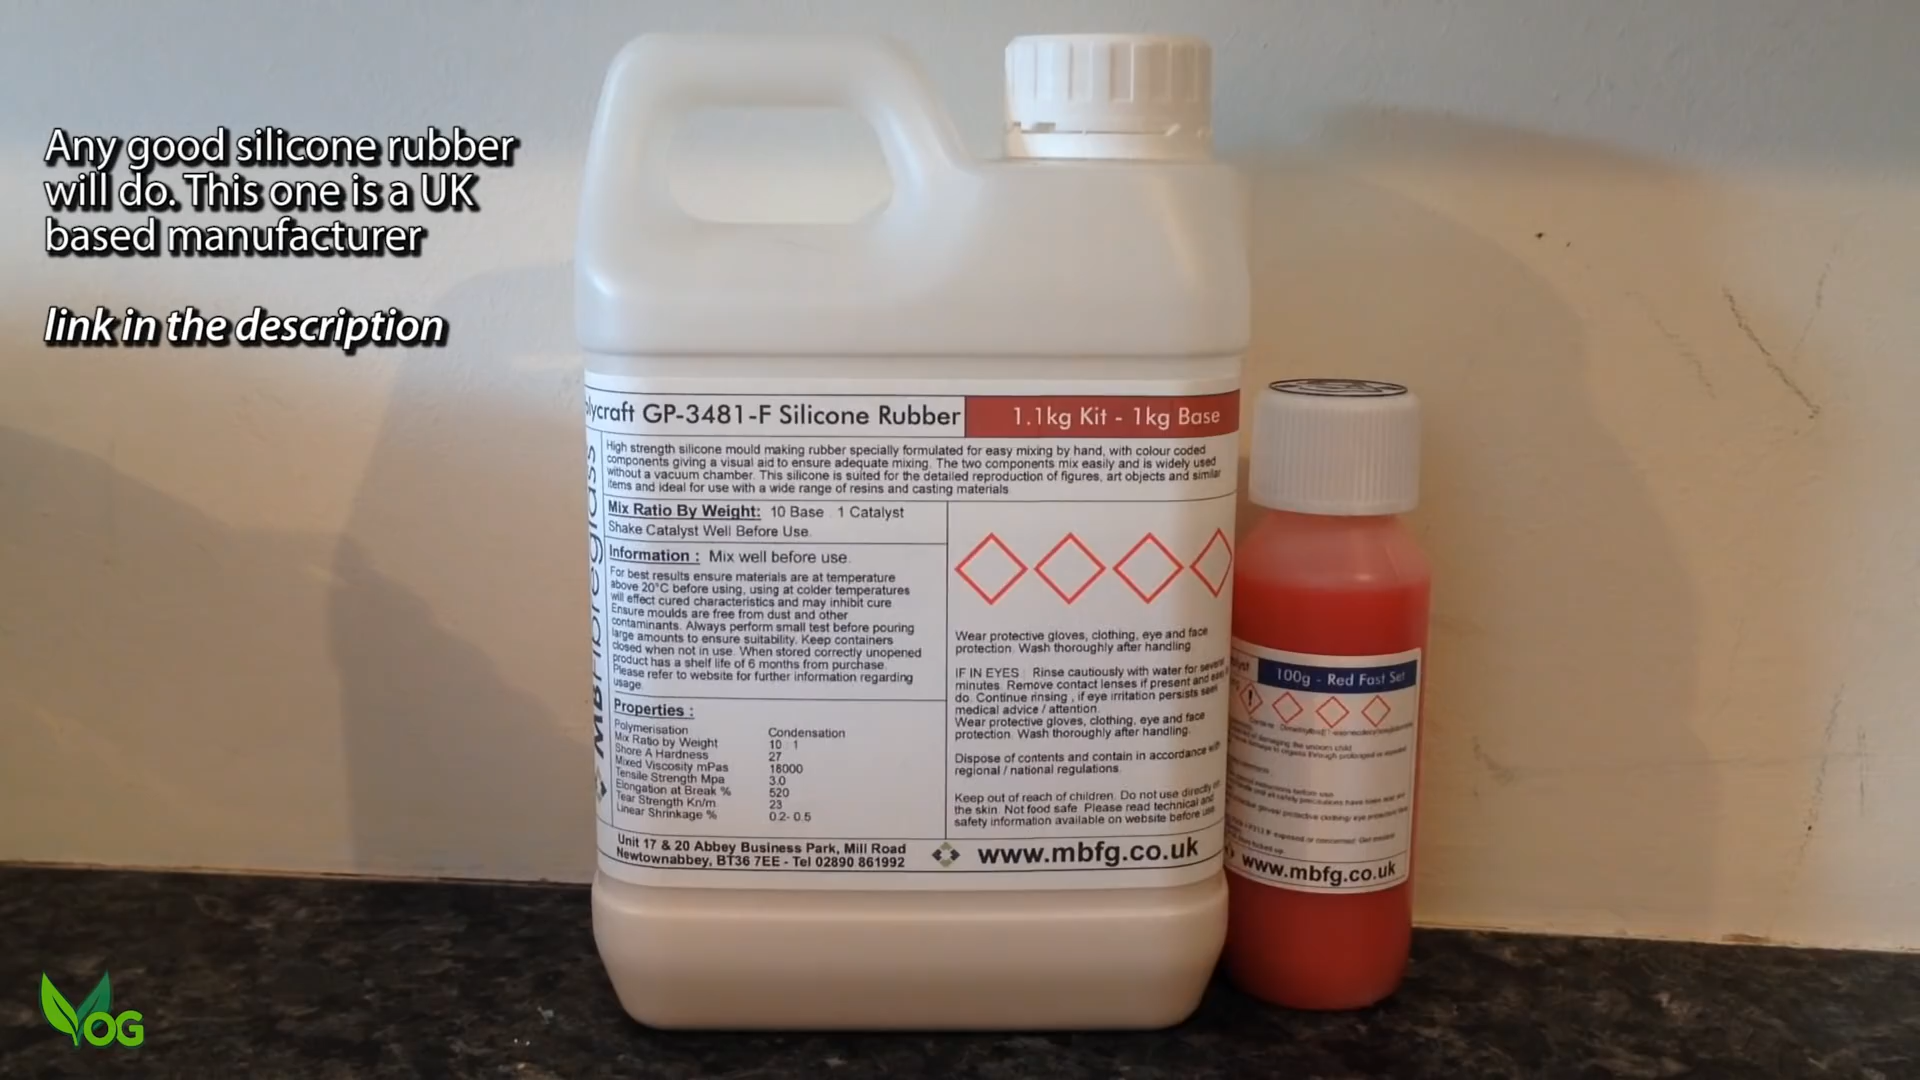 Any good silicone rubber
will do. This one is a UK
based manufacturer
link in the description
lycraft GP-3481-F Silicone Rubber
1.1kg Kit - 1kg Base
High strength silicone mould making rubber specially formulated for easy mixing by hand, with colour coded
components giving a visual aid to ensure adequate mixing. The two components mix easily and is widely used
without a vacuum chamber. This silicone is suited for the detailed reproduction of figures, art objects and similar
items and ideal for use with a wide range of resins and casting materials
MBFibreglass
Mix Ratio By Weight: 10 Base : 1 Catalyst
Shake Catalyst Well Before Use.
Information : Mix well before use.
For best results ensure materials are at temperature
above 20°C before using, using at colder temperatures
will effect cured characteristics and may inhibit cure
Ensure moulds are free from dust and other
contaminants. Always perform small test before pouring
large amounts to ensure suitability. Keep containers
closed when not in use. When stored correctly unopened
product has a shelf life of 6 months from purchase.
Please refer to website for further information regarding
usage.
Properties :
Polymerisation Condensation
Mix Ratio by Weight 10 : 1
Shore A Hardness 27
Mixed Viscosity mPas 18000
Tensile Strength Mpa 3.0
Elongation at Break % 520
Tear Strength Kn/m 23
Linear Shrinkage % 0.2- 0.5
Wear protective gloves, clothing, eye and face
protection. Wash thoroughly after handling
IF IN EYES : Rinse cautiously with water for several
minutes. Remove contact lenses if present and easy
do. Continue rinsing , if eye irritation persists seek
medical advice / attention.
Wear protective gloves, clothing, eye and face
protection. Wash thoroughly after handling.
Dispose of contents and contain in accordance with
regional / national regulations.
Keep out of reach of children. Do not use directly on
the skin. Not food safe. Please read technical and
safety information available on website before use
Unit 17 & 20 Abbey Business Park, Mill Road
Newtownabbey, BT36 7EE - Tel 02890 861992
www.mbfg.co.uk
100g - Red Fast Set
www.mbfg.co.uk
VOG